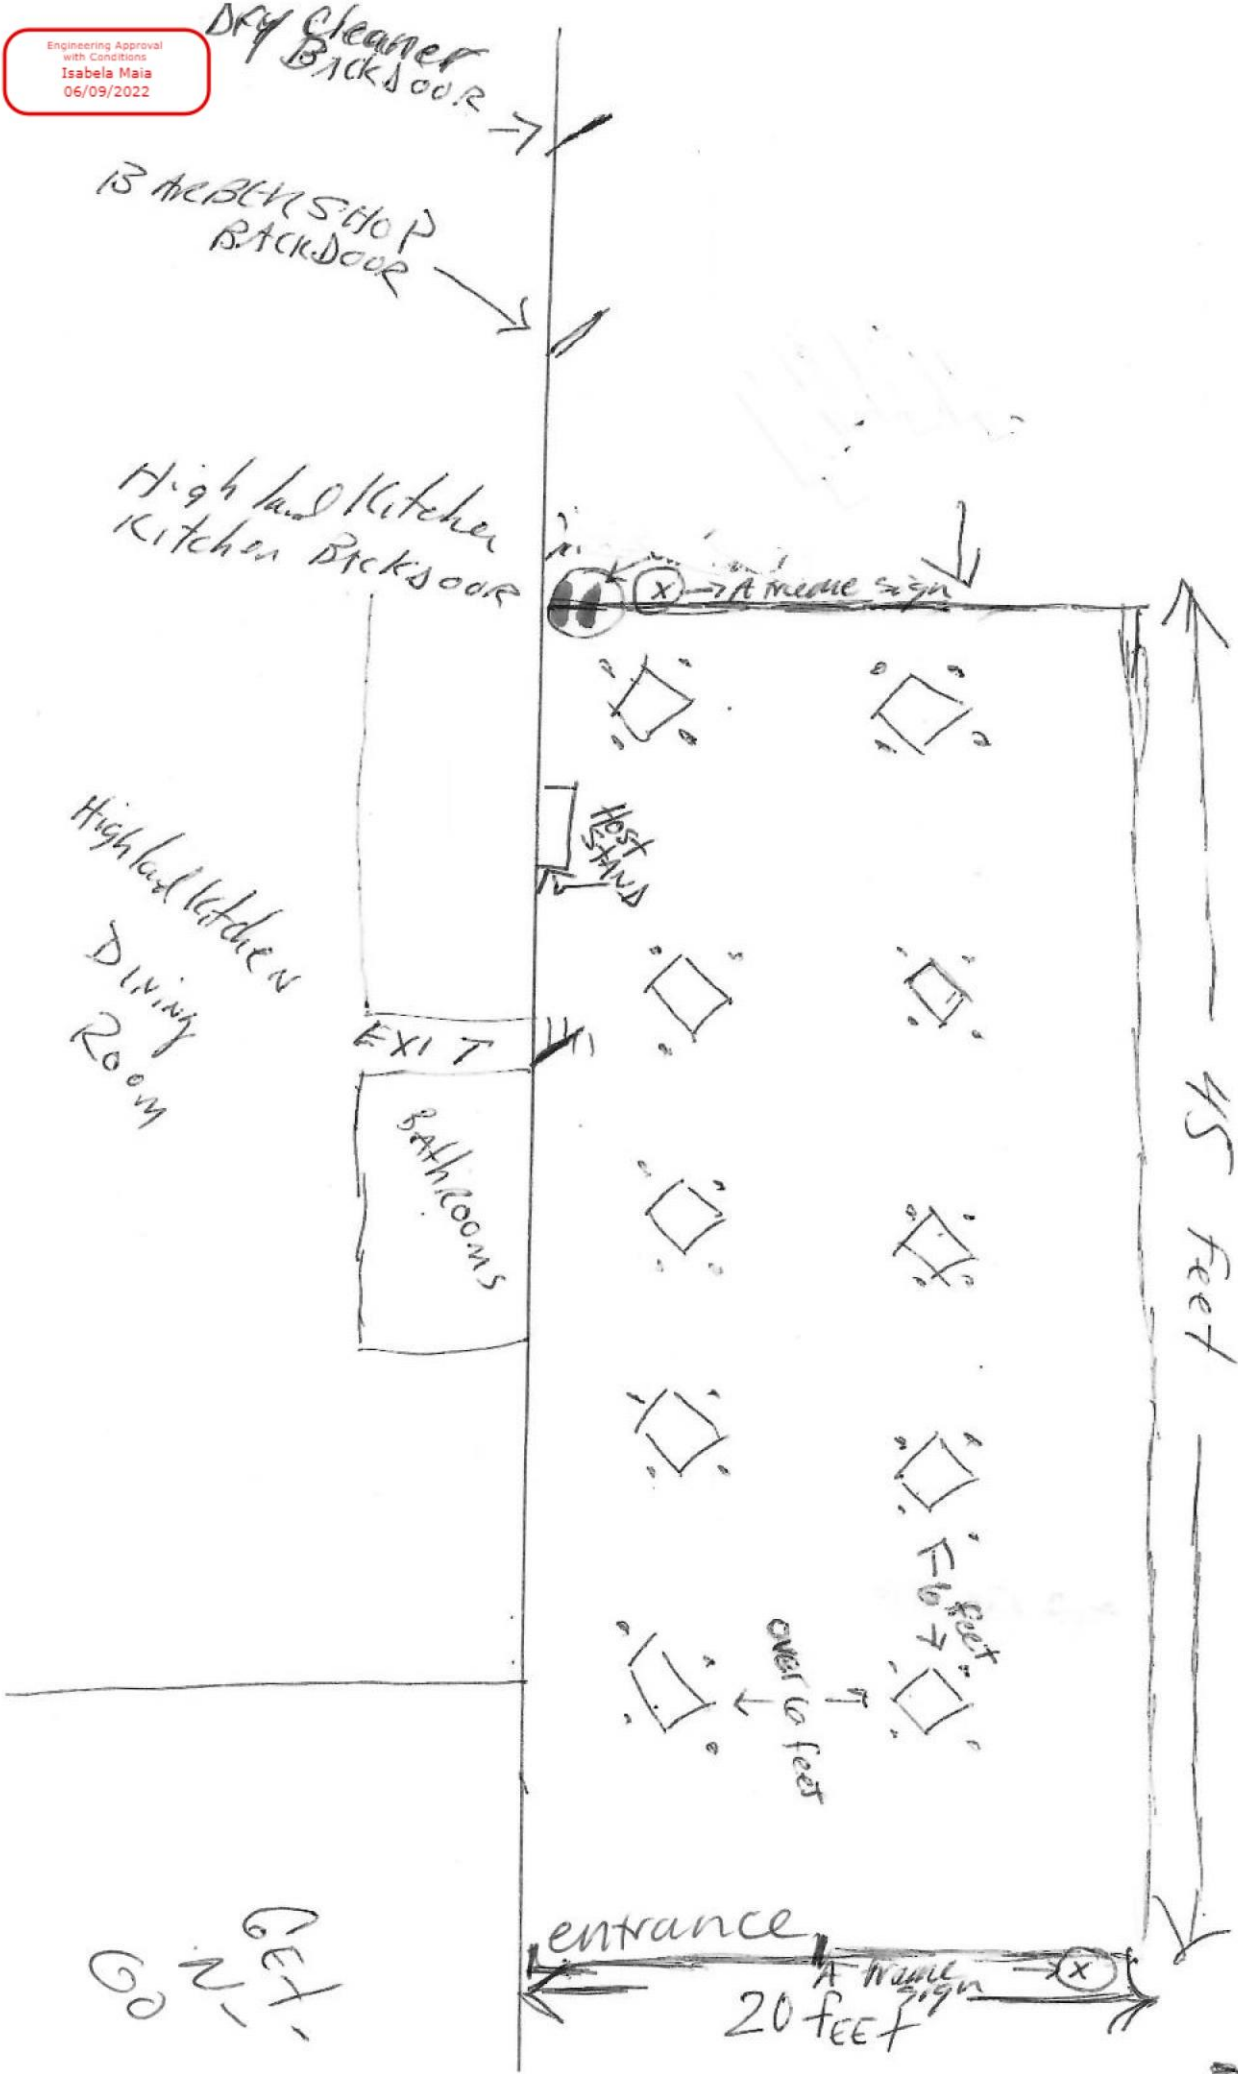 Engineering Approval
with Conditions
Isabela Maia
06/09/2022
Dry Cleaner
BACKDOOR
BARBERSHOP
BACKDOOR
Highland Kitchen
Kitchen BACKDOOR
x → A frame sign
HOST
STAND
Highland Kitchen
Dining
Room
EXIT
BAthROOMS
45 feet
6 feet
over 6 feet
entrance
A frame
sign
x
20 fEEt
GEt-
N-
GO